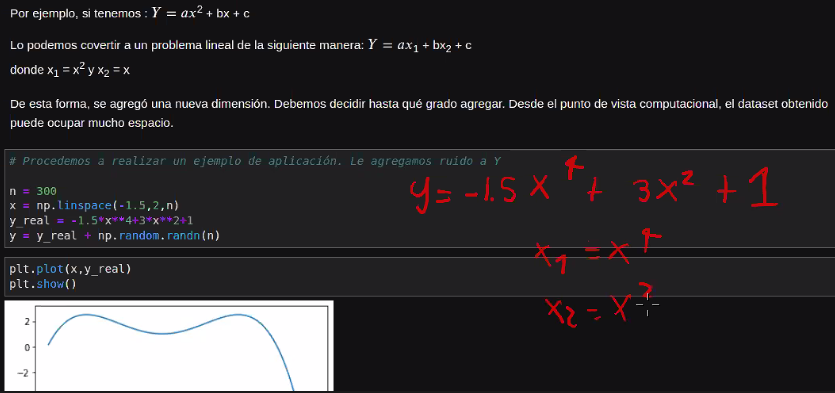 Por ejemplo, si tenemos : Y = ax² + bx + c
Lo podemos covertir a un problema lineal de la siguiente manera: Y = ax₁ + bx₂ + c
donde x₁ = x² y x₂ = x
De esta forma, se agregó una nueva dimensión. Debemos decidir hasta qué grado agregar. Desde el punto de vista computacional, el dataset obtenido
puede ocupar mucho espacio.
# Procedemos a realizar un ejemplo de aplicación. Le agregamos ruido a Y
n = 300
x = np.linspace(-1.5,2,n)
y_real = -1.5*x**4+3*x**2+1
y = y_real + np.random.randn(n)
y = -1.5 x⁴ + 3x² + 1
x₁ = x⁴
x₂ = x²
plt.plot(x,y_real)
plt.show()
2
0
−2